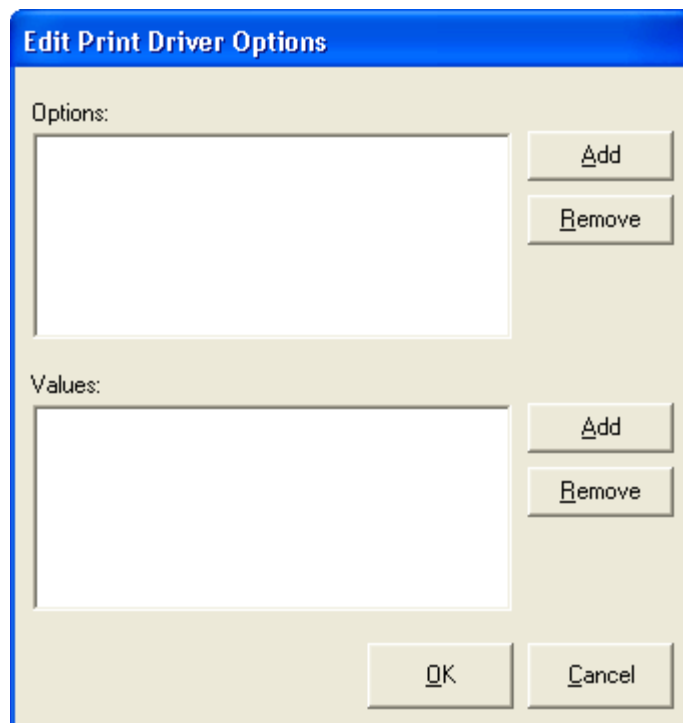 Edit Print Driver Options
Options:
Add
Remove
Values:
Add
Remove
OK
Cancel